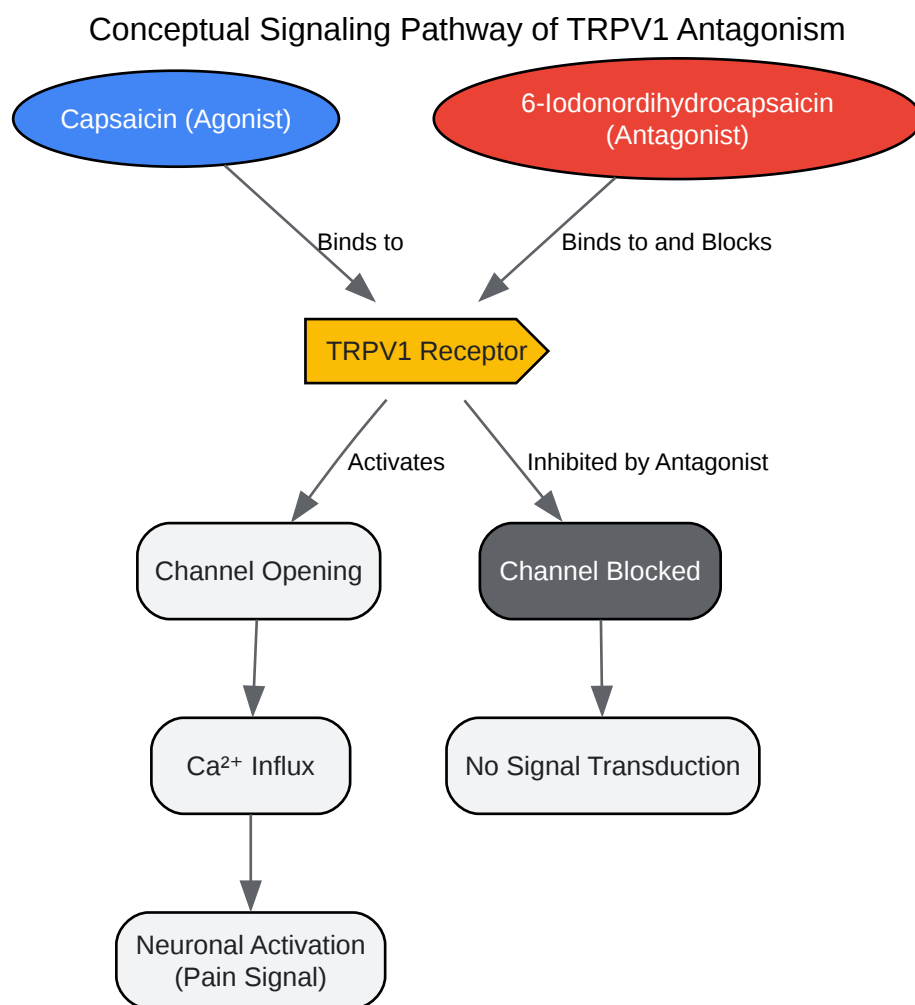 Conceptual Signaling Pathway of TRPV1 Antagonism
Capsaicin (Agonist)
6-Iodonordihydrocapsaicin
(Antagonist)
Binds to
Binds to and Blocks
TRPV1 Receptor
Activates
Inhibited by Antagonist
Channel Opening
Channel Blocked
Ca²⁺ Influx
No Signal Transduction
Neuronal Activation
(Pain Signal)